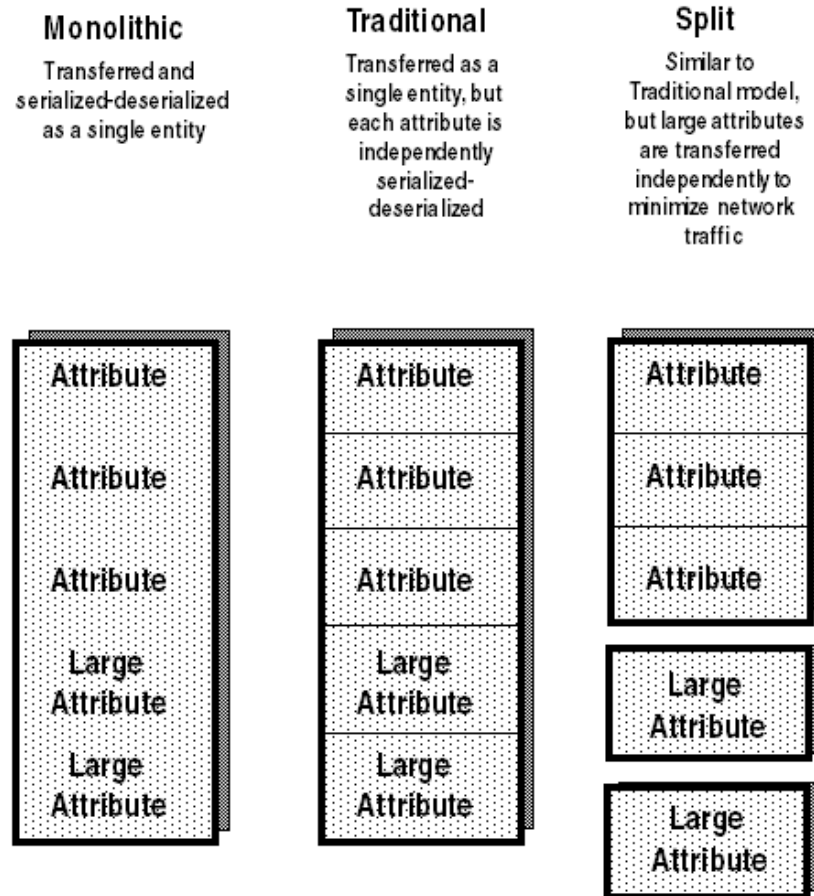 Monolithic
Transferred and
serialized-deserialized
as a single entity
Traditional
Transferred as a
single entity, but
each attribute is
independently
serialized-
deserialized
Split
Similar to
Traditional model,
but large attributes
are transferred
independently to
minimize network
traffic
Attribute
Attribute
Attribute
Large
Attribute
Large
Attribute
Attribute
Attribute
Attribute
Large
Attribute
Large
Attribute
Attribute
Attribute
Attribute
Large
Attribute
Large
Attribute